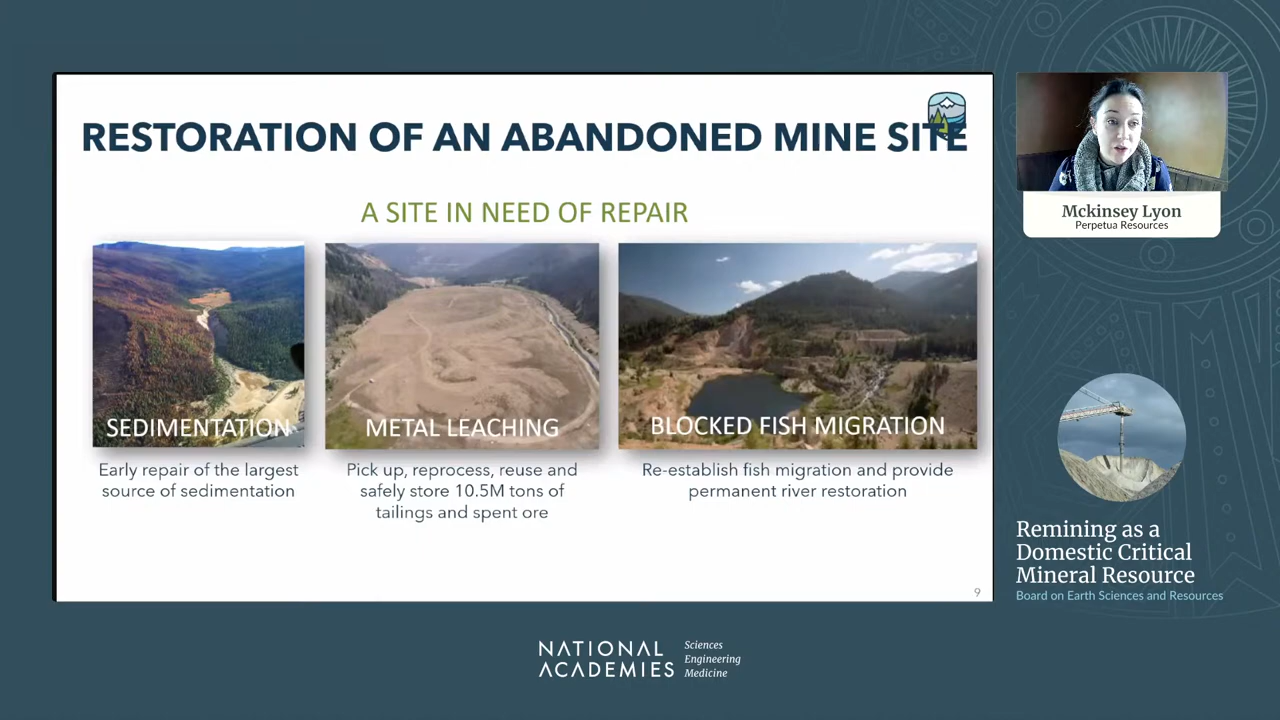 RESTORATION OF AN ABANDONED MINE SITE
A SITE IN NEED OF REPAIR
SEDIMENTATION
METAL LEACHING
BLOCKED FISH MIGRATION
Early repair of the largest
source of sedimentation
Pick up, reprocess, reuse and
safely store 10.5M tons of
tailings and spent ore
Re-establish fish migration and provide
permanent river restoration
9
Mckinsey Lyon
Perpetua Resources
Remining as a
Domestic Critical
Mineral Resource
Board on Earth Sciences and Resources
NATIONAL
ACADEMIES
Sciences
Engineering
Medicine